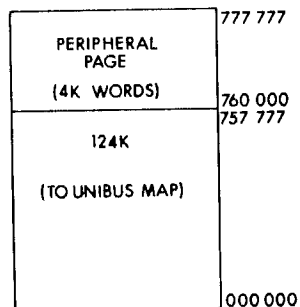 777 777
PERIPHERAL
PAGE
(4K WORDS)
760 000
757 777
124K
(TO UNIBUS MAP)
000 000